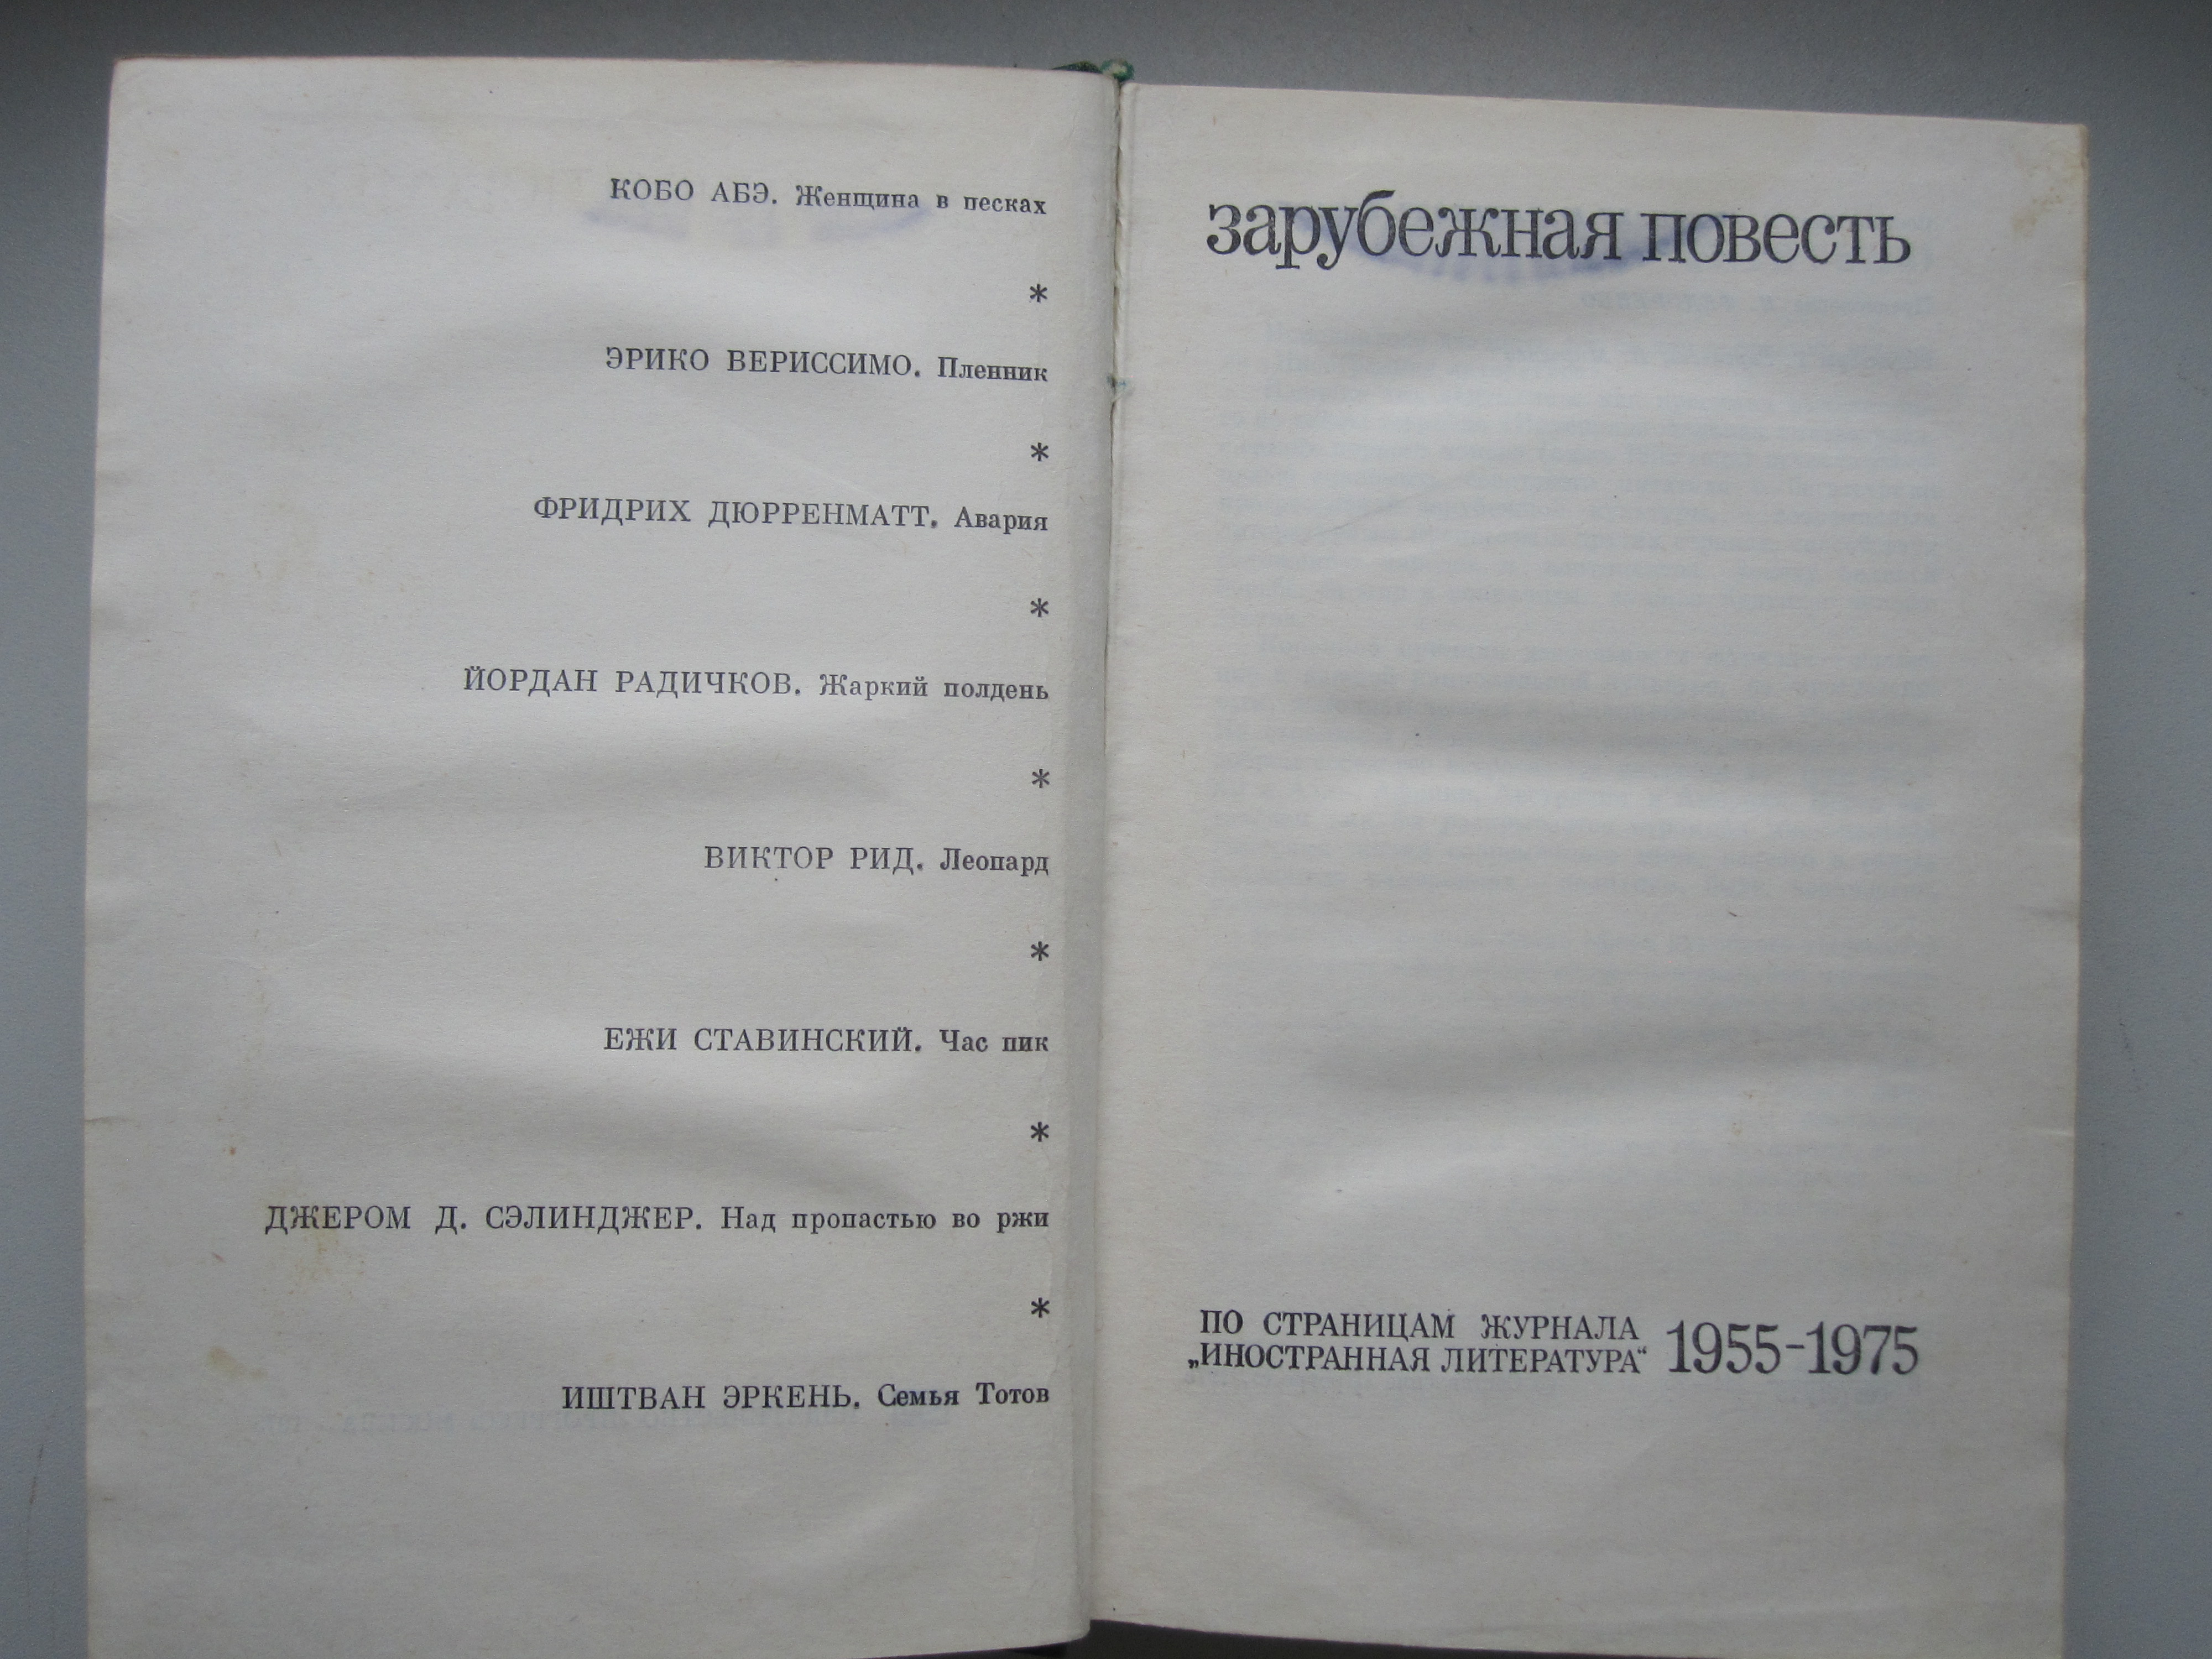 КОБО АБЭ. Женщина в песках
*
ЭРИКО ВЕРИССИМО. Пленник
*
ФРИДРИХ ДЮРРЕНМАТТ. Авария
*
ЙОРДАН РАДИЧКОВ. Жаркий полдень
*
ВИКТОР РИД. Леопард
*
ЕЖИ СТАВИНСКИЙ. Час пик
*
ДЖЕРОМ Д. СЭЛИНДЖЕР. Над пропастью во ржи
*
ИШТВАН ЭРКЕНЬ. Семья Тотов
зарубежная повесть
ПО СТРАНИЦАМ ЖУРНАЛА
„ИНОСТРАННАЯ ЛИТЕРАТУРА“ 1955-1975